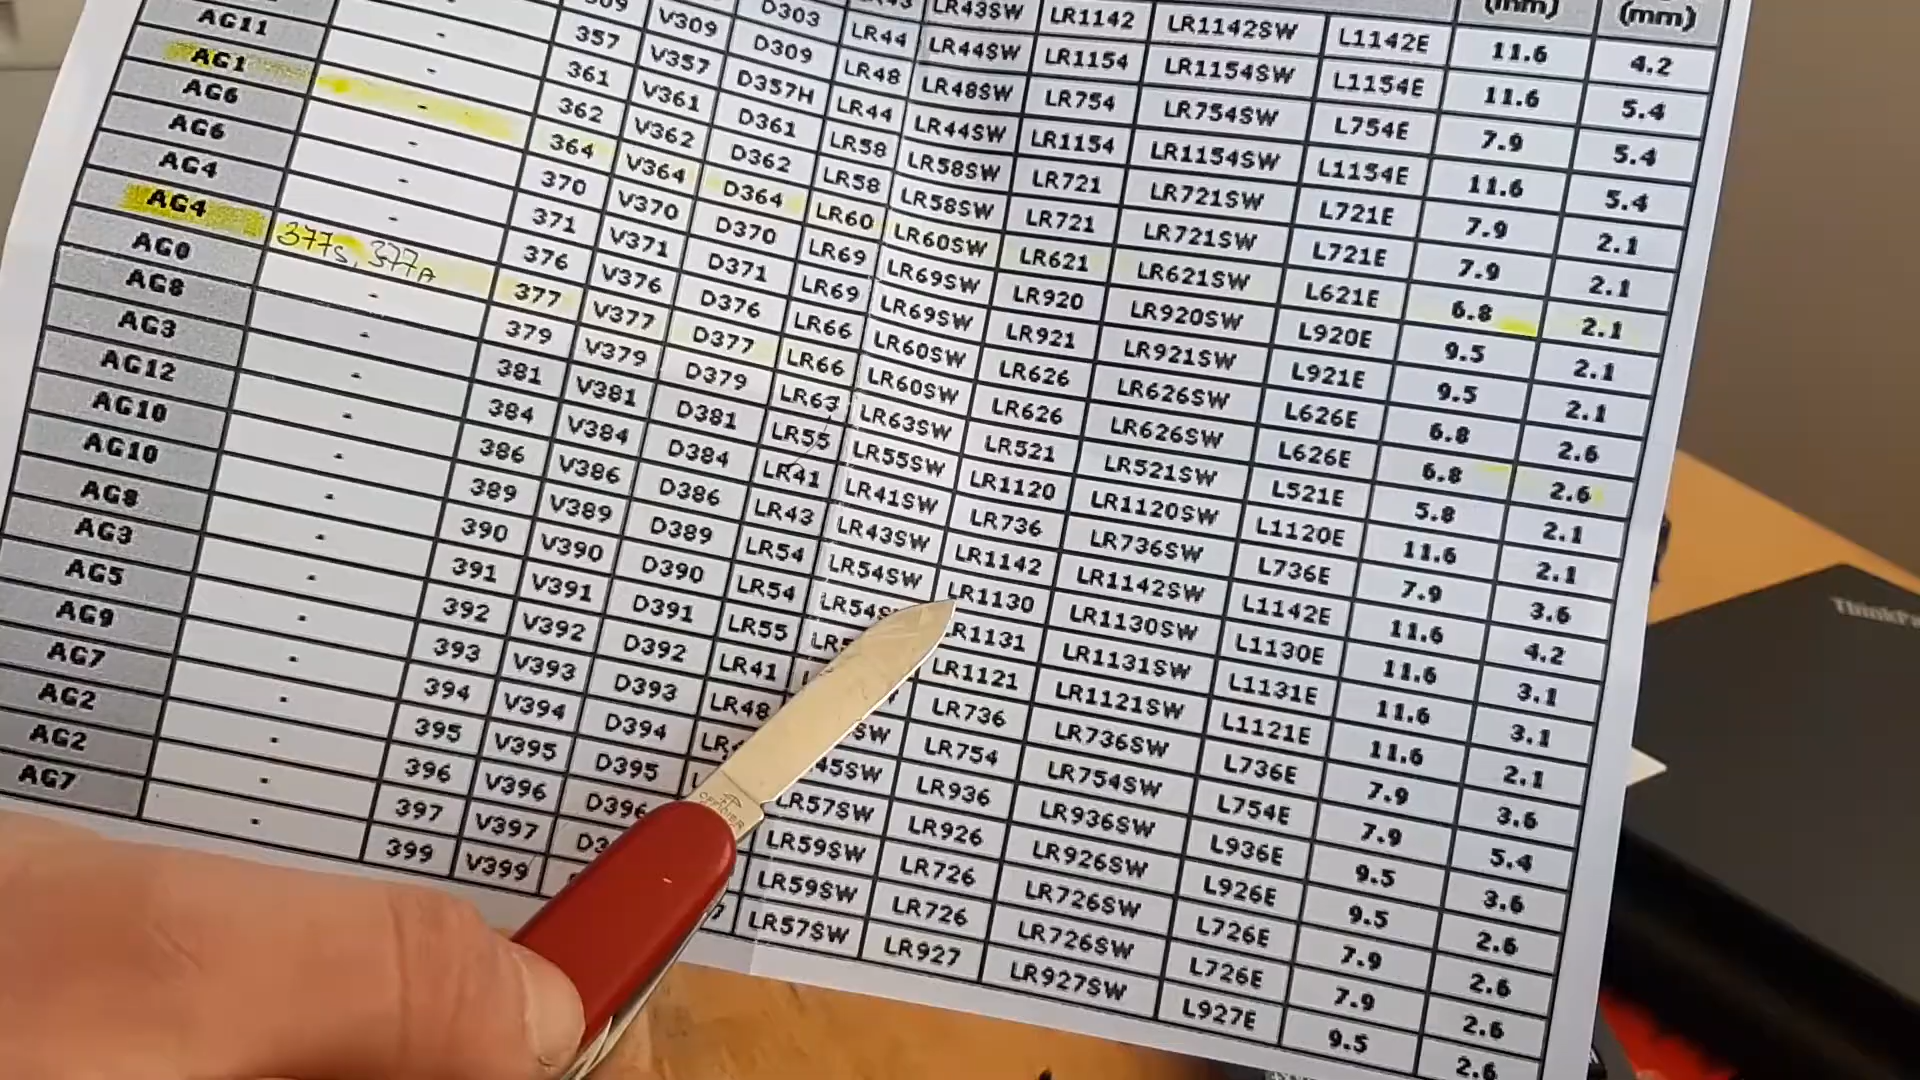 (mm) (mm)
LR43SW LR1142 LR1142SW L1142E 11.6 4.2
D303 LR44 LR44SW LR1154 LR1154SW L1154E 11.6 5.4
V309 D309 LR48 LR48SW LR754 LR754SW L754E 7.9 5.4
357 V357 D357H LR44 LR44SW LR1154 LR1154SW L1154E 11.6 5.4
- 361 V361 D361 LR58 LR58SW LR721 LR721SW L721E 7.9 2.1
AG11 - 362 V362 D362 LR58 LR58SW LR721 LR721SW L721E 7.9 2.1
AG1 - 364 V364 D364 LR60 LR60SW LR621 LR621SW L621E 6.8 2.1
AG6 - 370 V370 D370 LR69 LR69SW LR920 LR920SW L920E 9.5 2.1
AG6 - 371 V371 D371 LR69 LR69SW LR921 LR921SW L921E 9.5 2.1
AG4 - 376 V376 D376 LR66 LR60SW LR626 LR626SW L626E 6.8 2.6
AG4 377S, 377A 377 V377 D377 LR66 LR60SW LR626 LR626SW L626E 6.8 2.6
AG0 - 379 V379 D379 LR63 LR63SW LR521 LR521SW L521E 5.8 2.1
AG8 - 381 V381 D381 LR55 LR55SW LR1120 LR1120SW L1120E 11.6 2.1
AG3 - 384 V384 D384 LR41 LR41SW LR736 LR736SW L736E 7.9 3.6
AG12 - 386 V386 D386 LR43 LR43SW LR1142 LR1142SW L1142E 11.6 4.2
AG10 - 389 V389 D389 LR54 LR54SW LR1130 LR1130SW L1130E 11.6 3.1
AG10 - 390 V390 D390 LR54 LR1131 LR1131SW L1131E 11.6 3.1
AG8 - 391 V391 D391 LR55 LR1121 LR1121SW L1121E 11.6 2.1
AG3 - 392 V392 D392 LR41 LR736 LR736SW L736E 7.9 3.6
AG5 - 393 V393 D393 LR48 LR754 LR754SW L754E 7.9 5.4
AG9 - 394 V394 D394 45SW LR936 LR936SW L936E 9.5 3.6
AG7 - 395 V395 D395 LR57SW LR926 LR926SW L926E 9.5 2.6
AG2 - 396 V396 D396 LR59SW LR726 LR726SW L726E 7.9 2.6
AG2 - 397 V397 LR59SW LR726 LR726SW L726E 7.9 2.6
AG7 - 399 V399 LR57SW LR927 LR927SW L927E 9.5 2.6